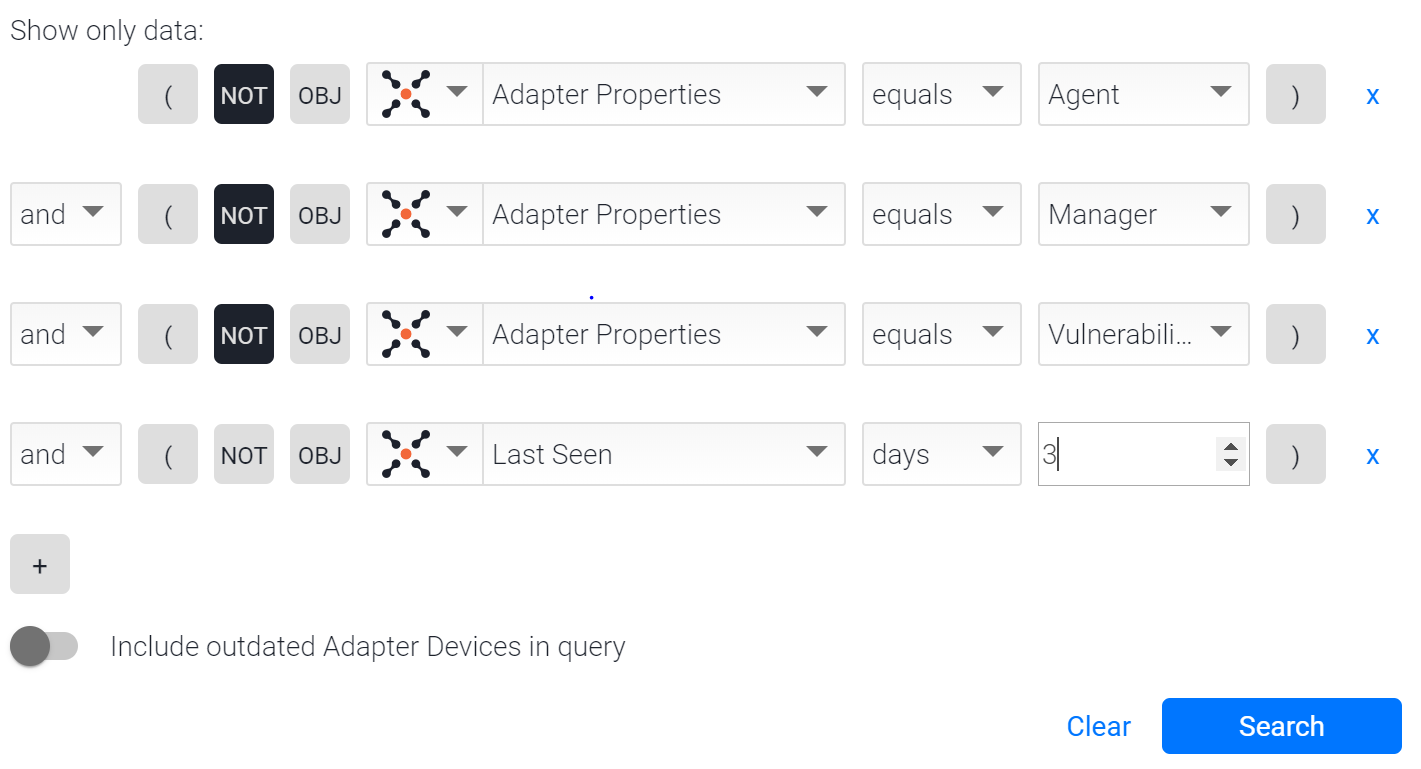 Show only data:
( NOT OBJ Adapter Properties equals Agent ) x
and ( NOT OBJ Adapter Properties equals Manager ) x
and ( NOT OBJ Adapter Properties equals Vulnerabili... ) x
and ( NOT OBJ Last Seen days 3 ) x
+
Include outdated Adapter Devices in query
Clear Search